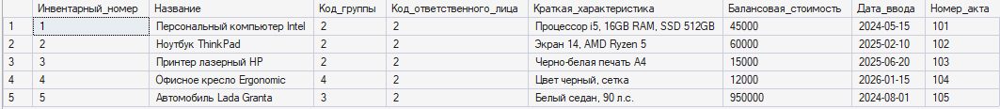 Инвентарный_номер Название Код_группы Код_ответственного_лица Краткая_характеристика Балансовая_стоимость Дата_ввода Номер_акта
1 1 Персональный компьютер Intel 2 2 Процессор i5, 16GB RAM, SSD 512GB 45000 2024-05-15 101
2 2 Ноутбук ThinkPad 2 2 Экран 14, AMD Ryzen 5 60000 2025-02-10 102
3 3 Принтер лазерный HP 2 2 Черно-белая печать A4 15000 2025-06-20 103
4 4 Офисное кресло Ergonomic 4 2 Цвет черный, сетка 12000 2026-01-15 104
5 5 Автомобиль Lada Granta 3 2 Белый седан, 90 л.с. 950000 2024-08-01 105